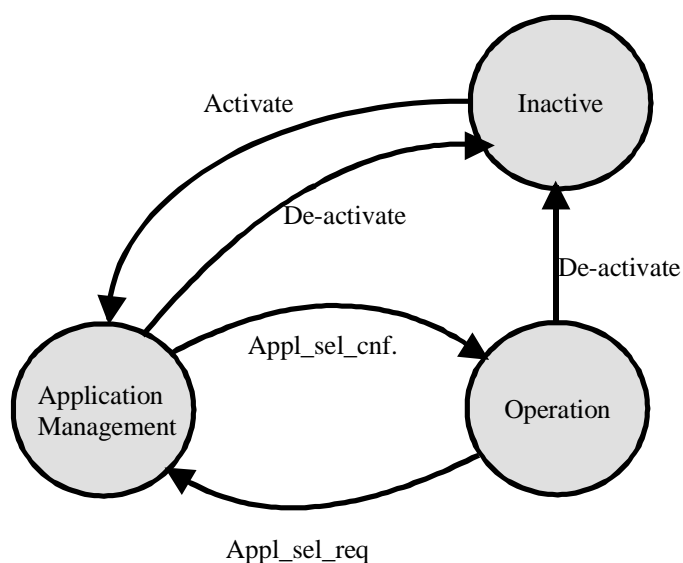 Activate
Inactive
De-activate
De-activate
Appl_sel_cnf.
Application
Management
Operation
Appl_sel_req